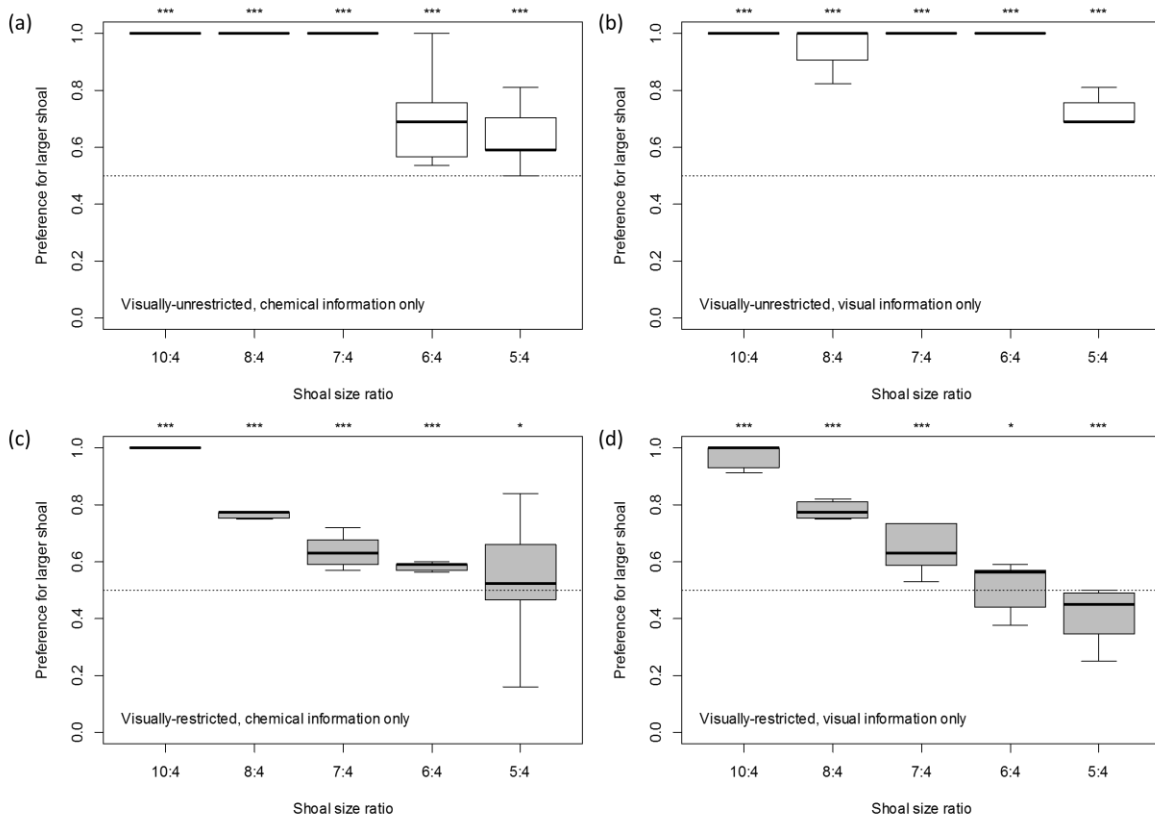 (a)
*** *** *** *** ***
Preference for larger shoal
1.0
0.8
0.6
0.4
0.2
0.0
Visually-unrestricted, chemical information only
10:4 8:4 7:4 6:4 5:4
Shoal size ratio
(b)
*** *** *** *** ***
Preference for larger shoal
1.0
0.8
0.6
0.4
0.2
0.0
Visually-unrestricted, visual information only
10:4 8:4 7:4 6:4 5:4
Shoal size ratio
(c)
*** *** *** *** *
Preference for larger shoal
1.0
0.8
0.6
0.4
0.2
0.0
Visually-restricted, chemical information only
10:4 8:4 7:4 6:4 5:4
Shoal size ratio
(d)
*** *** *** * ***
Preference for larger shoal
1.0
0.8
0.6
0.4
0.2
0.0
Visually-restricted, visual information only
10:4 8:4 7:4 6:4 5:4
Shoal size ratio